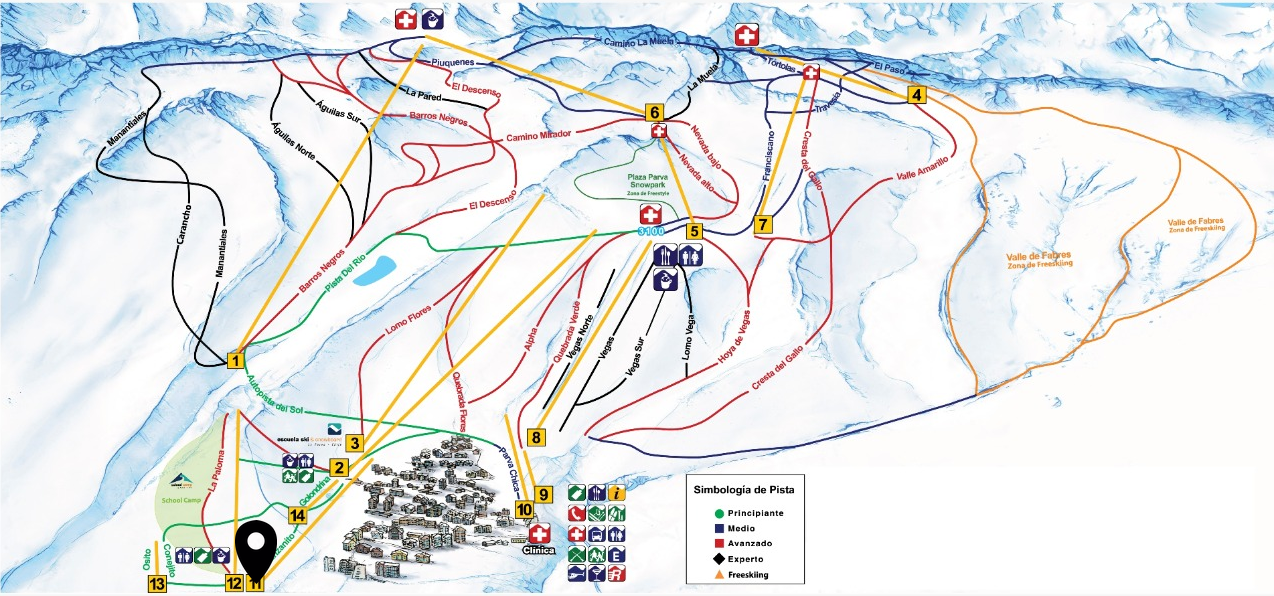 Camino La Muela
Piuquenes
Tortolas
El Paso
El Descenso
La Pared
La Muela
4
Travesia
6
Manantiales
Águilas Sur
Águilas Norte
Barros Negros
Camino Mirador
Nevada bajo
Nevada alto
Franciscano
Cresta Del Gallo
Valle Amarillo
Plaza Parva
Snowpark
Zona de Freestyle
El Descenso
Carancho
Manantiales
3100
5
7
Valle de Fabres
Zona de Freeskiing
Valle de Fabres
Zona de Freeskiing
Barros Negros
Pista Del Rio
Lomo Flores
Alpha
Quebrada Verde
Vegas Norte
Vegas
Vegas Sur
Lomo Vega
Hoya de Vegas
Cresta del Gallo
1
Autopista del Sol
Quebrada Flores
escuela ski
3
8
2
La Paloma
School Camp
Golondrina
Parva Chica
9
10
14
Clínica
i
E
Osito
Conejito
13
12
11
Simbología de Pista
Principiante
Medio
Avanzado
Experto
Freeskiing